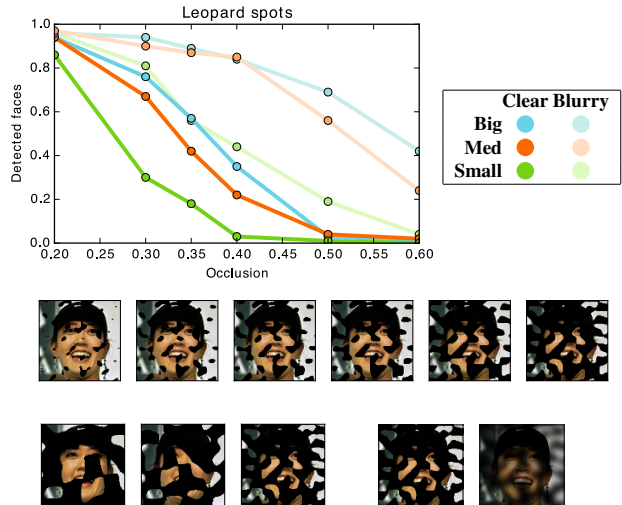 Leopard spots
Detected faces
1.0
0.8
0.6
0.4
0.2
0.0
0.20 0.25 0.30 0.35 0.40 0.45 0.50 0.55 0.60
Occlusion
Clear Blurry
Big
Med
Small